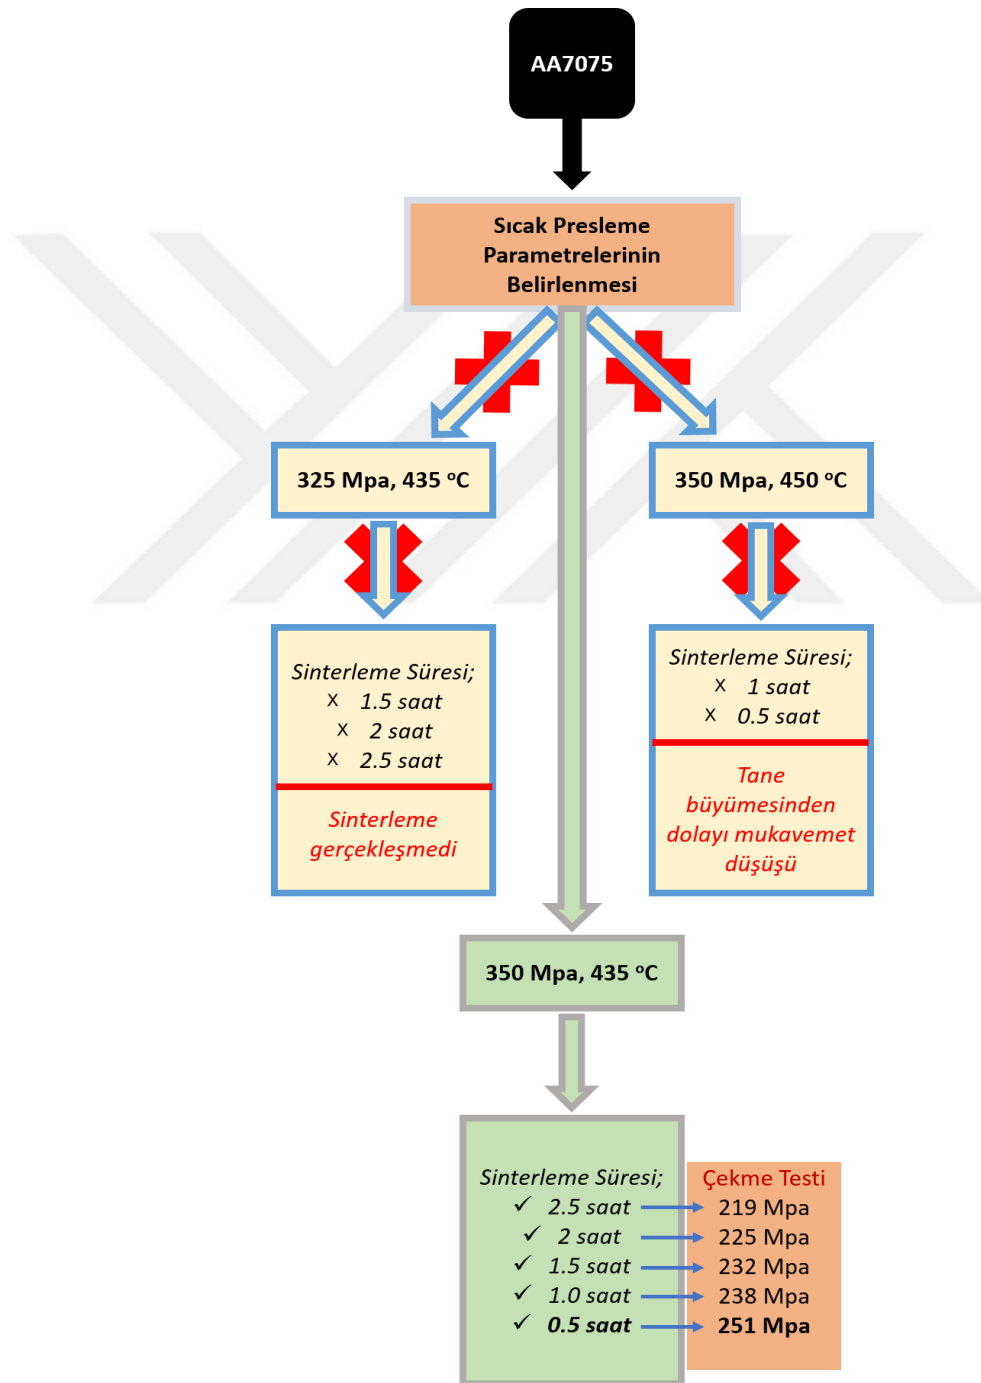 AA7075
Sıcak Presleme
Parametrelerinin
Belirlenmesi
325 Mpa, 435 ºC
350 Mpa, 450 ºC
Sinterleme Süresi;
X 1.5 saat
X 2 saat
X 2.5 saat
Sinterleme
gerçekleşmedi
Sinterleme Süresi;
X 1 saat
X 0.5 saat
Tane
büyümesinden
dolayı mukavemet
düşüşü
350 Mpa, 435 ºC
Sinterleme Süresi;
✓ 2.5 saat
✓ 2 saat
✓ 1.5 saat
✓ 1.0 saat
✓ 0.5 saat
Çekme Testi
219 Mpa
225 Mpa
232 Mpa
238 Mpa
251 Mpa